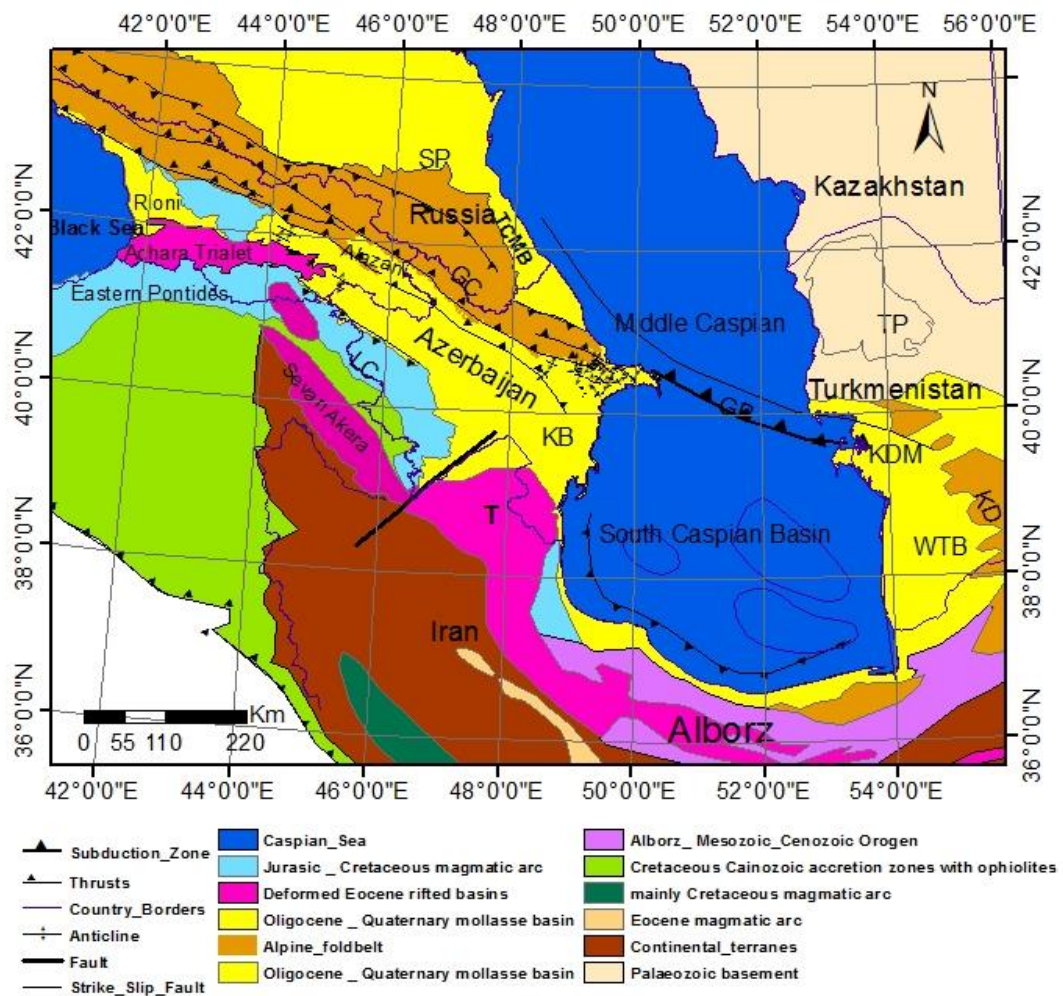 42°0'0"E 44°0'0"E 46°0'0"E 48°0'0"E 50°0'0"E 52°0'0"E 54°0'0"E 56°0'0"E
N
SP
Kazakhstan
Rioni
Russia
TCMB
Black Sea
Achara Trialet
Alazani
GC
Eastern Pontides
Middle Caspian
TP
Azerbaijan
LC
Turkmenistan
Sevan Akera
KB
KDM
KD
T
South Caspian Basin
WTB
Iran
Alborz
Km
0 55 110 220
42°0'0"N
40°0'0"N
38°0'0"N
36°0'0"N
42°0'0"N
40°0'0"N
38°0'0"N
36°0'0"N
42°0'0"E 44°0'0"E 46°0'0"E 48°0'0"E 50°0'0"E 52°0'0"E 54°0'0"E
Subduction_Zone
Thrusts
Country_Borders
Anticline
Fault
Strike_Slip_Fault
Caspian_Sea
Jurasic _ Cretaceous magmatic arc
Deformed Eocene rifted basins
Oligocene _ Quaternary mollasse basin
Alpine_foldbelt
Oligocene _ Quaternary mollasse basin
Alborz_ Mesozoic_Cenozoic Orogen
Cretaceous Cainozoic accretion zones with ophiolites
mainly Cretaceous magmatic arc
Eocene magmatic arc
Continental_terranes
Palaeozoic basement